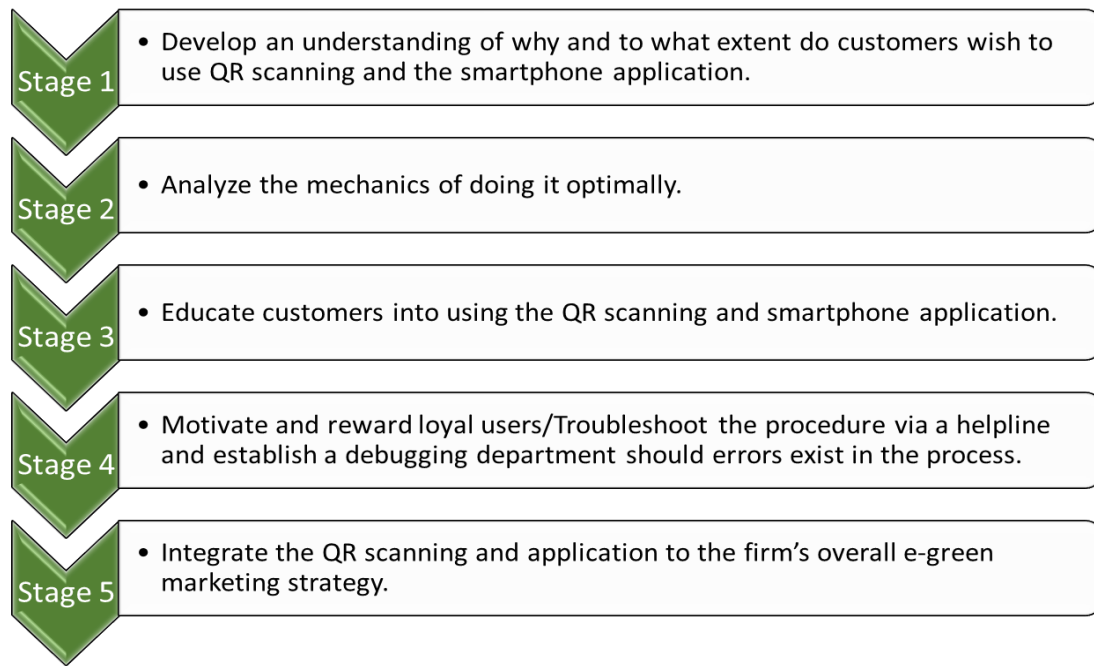 Stage 1
• Develop an understanding of why and to what extent do customers wish to
use QR scanning and the smartphone application.
Stage 2
• Analyze the mechanics of doing it optimally.
Stage 3
• Educate customers into using the QR scanning and smartphone application.
Stage 4
• Motivate and reward loyal users/Troubleshoot the procedure via a helpline
and establish a debugging department should errors exist in the process.
Stage 5
• Integrate the QR scanning and application to the firm’s overall e-green
marketing strategy.